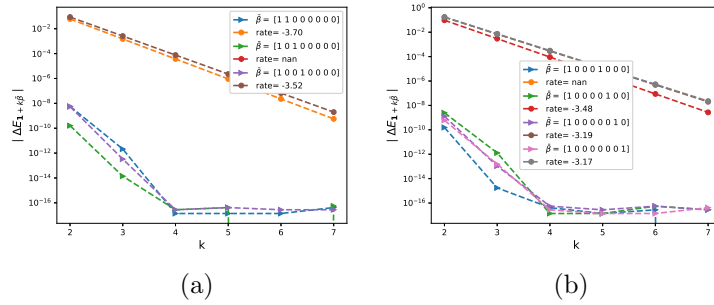 10⁻²
10⁻⁴
10⁻⁶
10⁻⁸
10⁻¹⁰
10⁻¹²
10⁻¹⁴
10⁻¹⁶
| ΔE₁₊ₖβ̄ |
β̄ = [1 1 0 0 0 0 0 0]
rate= -3.70
β̄ = [1 0 1 0 0 0 0 0]
rate= nan
β̄ = [1 0 0 1 0 0 0 0]
rate= -3.52
2 3 4 5 6 7
k
(a)
10⁰
10⁻²
10⁻⁴
10⁻⁶
10⁻⁸
10⁻¹⁰
10⁻¹²
10⁻¹⁴
10⁻¹⁶
| ΔE₁₊ₖβ̄ |
β̄ = [1 0 0 0 1 0 0 0]
rate= nan
β̄ = [1 0 0 0 0 1 0 0]
rate= -3.48
β̄ = [1 0 0 0 0 0 1 0]
rate= -3.19
β̄ = [1 0 0 0 0 0 0 1]
rate= -3.17
2 3 4 5 6 7
k
(b)